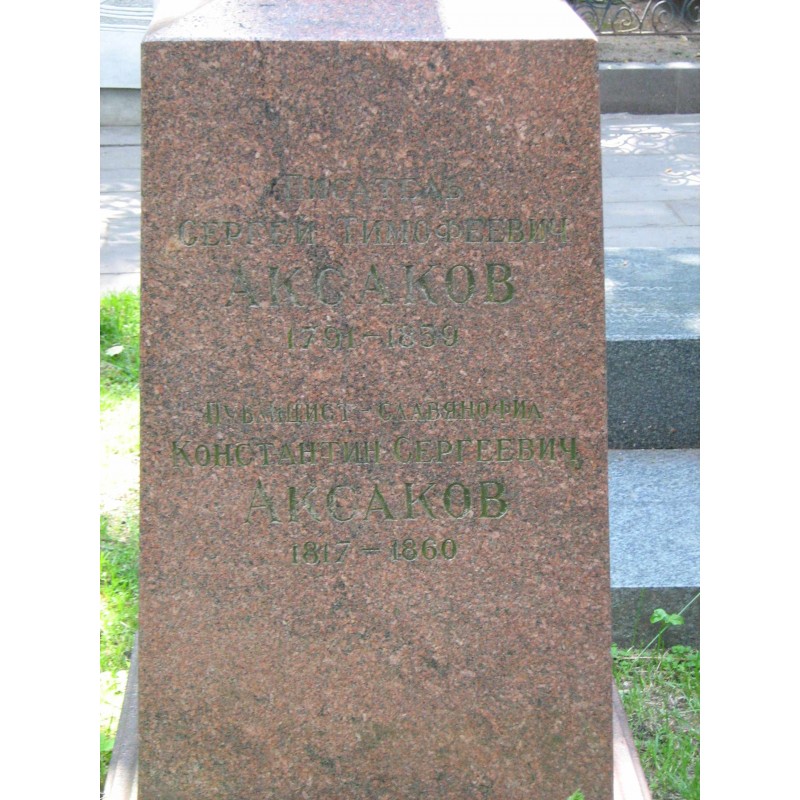 ПИСАТЕЛЬ
СЕРГЕЙ ТИМОФЕЕВИЧ
АКСАКОВ
1791-1859
ПУБЛИЦИСТ-СЛАВЯНОФИЛ
КОНСТАНТИН СЕРГЕЕВИЧ
АКСАКОВ
1817-1860